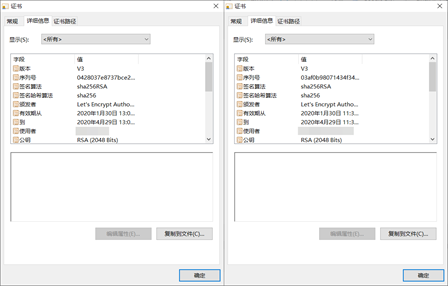 证书
常规 详细信息 证书路径
显示(S): <所有>
字段 值
版本 V3
序列号 0428037e8737bce2...
签名算法 sha256RSA
签名哈希算法 sha256
颁发者 Let's Encrypt Autho...
有效期从 2020年1月30日 13:0...
到 2020年4月29日 13:0...
使用者
公钥 RSA (2048 Bits)
编辑属性(E)... 复制到文件(C)...
确定
证书
常规 详细信息 证书路径
显示(S): <所有>
字段 值
版本 V3
序列号 03af0b98071434f34...
签名算法 sha256RSA
签名哈希算法 sha256
颁发者 Let's Encrypt Autho...
有效期从 2020年1月30日 11:3...
到 2020年4月29日 11:3...
使用者
公钥 RSA (2048 Bits)
编辑属性(E)... 复制到文件(C)...
确定